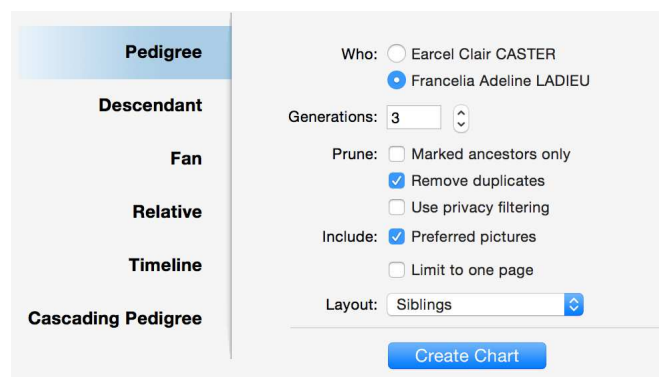 Pedigree
Descendant
Fan
Relative
Timeline
Cascading Pedigree
Who: Earcel Clair CASTER
Francelia Adeline LADIEU
Generations: 3
Prune: Marked ancestors only
Remove duplicates
Use privacy filtering
Include: Preferred pictures
Limit to one page
Layout: Siblings
Create Chart